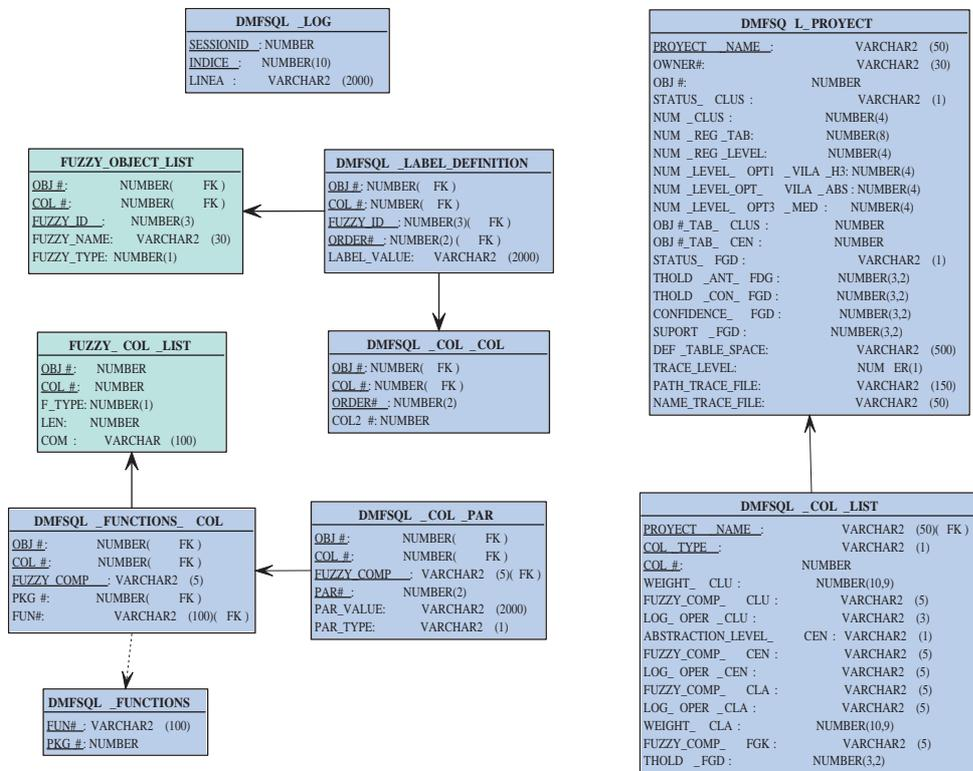 DMFSQL _LOG
SESSIONID _: NUMBER
INDICE _: NUMBER(10)
LINEA : VARCHAR2 (2000)
FUZZY_OBJECT_LIST
OBJ #: NUMBER( FK )
COL #: NUMBER( FK )
FUZZY_ID _: NUMBER(3)
FUZZY_NAME: VARCHAR2 (30)
FUZZY_TYPE: NUMBER(1)
DMFSQL _LABEL_DEFINITION
OBJ #: NUMBER( FK )
COL #: NUMBER( FK )
FUZZY_ID _: NUMBER(3)( FK )
ORDER# _: NUMBER(2) ( FK )
LABEL_VALUE: VARCHAR2 (2000)
FUZZY_ COL _LIST
OBJ #: NUMBER
COL #: NUMBER
F_TYPE: NUMBER(1)
LEN: NUMBER
COM : VARCHAR (100)
DMFSQL _COL _COL
OBJ #: NUMBER( FK )
COL #: NUMBER( FK )
ORDER# _: NUMBER(2)
COL2 #: NUMBER
DMFSQL _FUNCTIONS_ COL
OBJ #: NUMBER( FK )
COL #: NUMBER( FK )
FUZZY_COMP _: VARCHAR2 (5)
PKG #: NUMBER( FK )
FUN#: VARCHAR2 (100)( FK )
DMFSQL _COL _PAR
OBJ #: NUMBER( FK )
COL #: NUMBER( FK )
FUZZY_COMP _: VARCHAR2 (5)( FK )
PAR# _: NUMBER(2)
PAR_VALUE: VARCHAR2 (2000)
PAR_TYPE: VARCHAR2 (1)
DMFSQL _FUNCTIONS
FUN# _: VARCHAR2 (100)
PKG #: NUMBER
DMFSQ L_PROYECT
PROYECT _NAME _: VARCHAR2 (50)
OWNER#: VARCHAR2 (30)
OBJ #: NUMBER
STATUS_ CLUS : VARCHAR2 (1)
NUM _CLUS : NUMBER(4)
NUM _REG _TAB: NUMBER(8)
NUM _REG _LEVEL: NUMBER(4)
NUM _LEVEL_ OPT1 _VILA _H3: NUMBER(4)
NUM _LEVEL_OPT_ VILA _ABS : NUMBER(4)
NUM _LEVEL_ OPT3 _MED : NUMBER(4)
OBJ #_TAB_ CLUS : NUMBER
OBJ #_TAB_ CEN : NUMBER
STATUS_ FGD : VARCHAR2 (1)
THOLD _ANT_ FDG : NUMBER(3,2)
THOLD _CON_ FGD : NUMBER(3,2)
CONFIDENCE_ FGD : NUMBER(3,2)
SUPORT _FGD : NUMBER(3,2)
DEF _TABLE_SPACE: VARCHAR2 (500)
TRACE_LEVEL: NUM ER(1)
PATH_TRACE_FILE: VARCHAR2 (150)
NAME_TRACE_FILE: VARCHAR2 (50)
DMFSQL _COL _LIST
PROYECT _NAME _: VARCHAR2 (50)( FK )
COL _TYPE _: VARCHAR2 (1)
COL #: NUMBER
WEIGHT_ CLU : NUMBER(10,9)
FUZZY_COMP_ CLU : VARCHAR2 (5)
LOG_ OPER _CLU : VARCHAR2 (3)
ABSTRACTION_LEVEL_ CEN : VARCHAR2 (1)
FUZZY_COMP_ CEN : VARCHAR2 (5)
LOG_ OPER _CEN : VARCHAR2 (5)
FUZZY_COMP_ CLA : VARCHAR2 (5)
LOG_ OPER _CLA : VARCHAR2 (5)
WEIGHT_ CLA : NUMBER(10,9)
FUZZY_COMP_ FGK : VARCHAR2 (5)
THOLD _FGD : NUMBER(3,2)